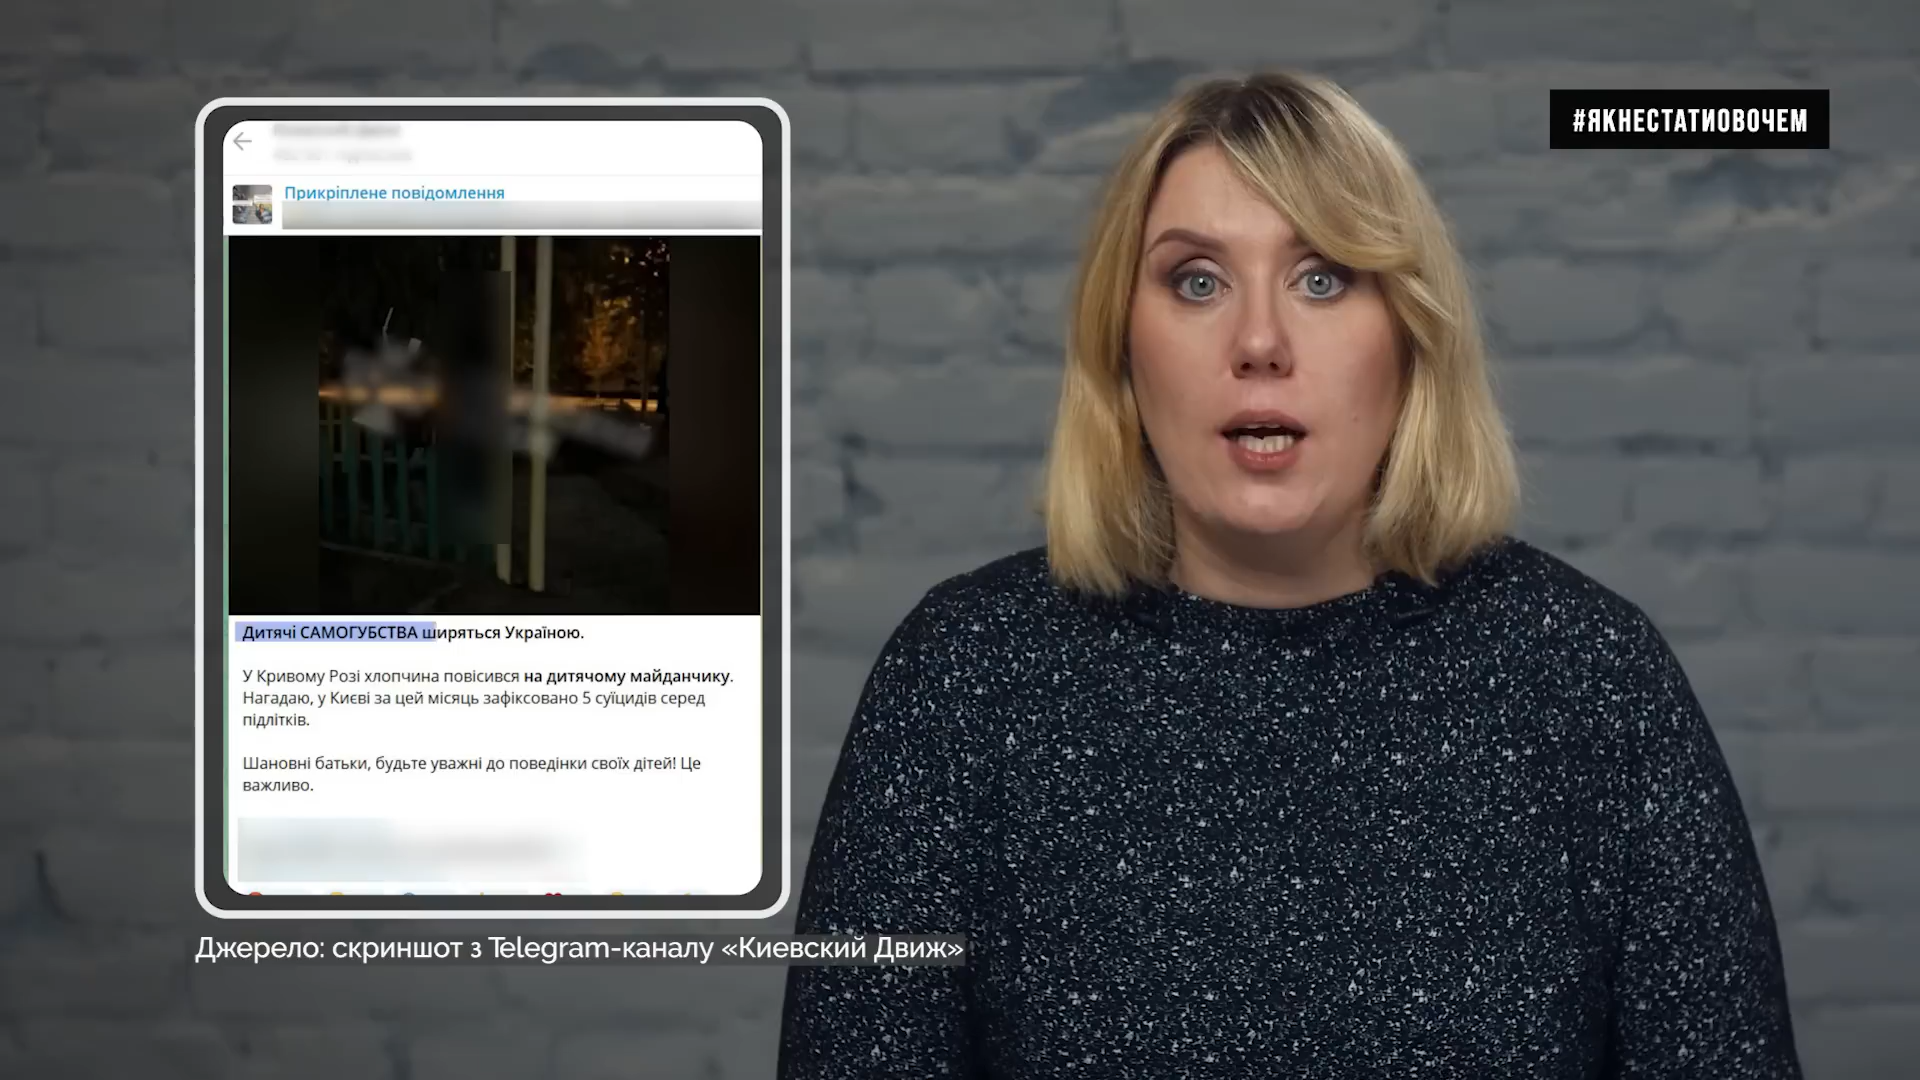 #ЯКНЕСТАТИОВОЧЕМ
Прикріплене повідомлення
Дитячі САМОГУБСТВА ширяться Україною.
У Кривому Розі хлопчина повісився на дитячому майданчику.
Нагадаю, у Києві за цей місяць зафіксовано 5 суїцидів серед
підлітків.
Шановні батьки, будьте уважні до поведінки своїх дітей! Це
важливо.
Джерело: скриншот з Telegram-каналу «Киевский Движ»